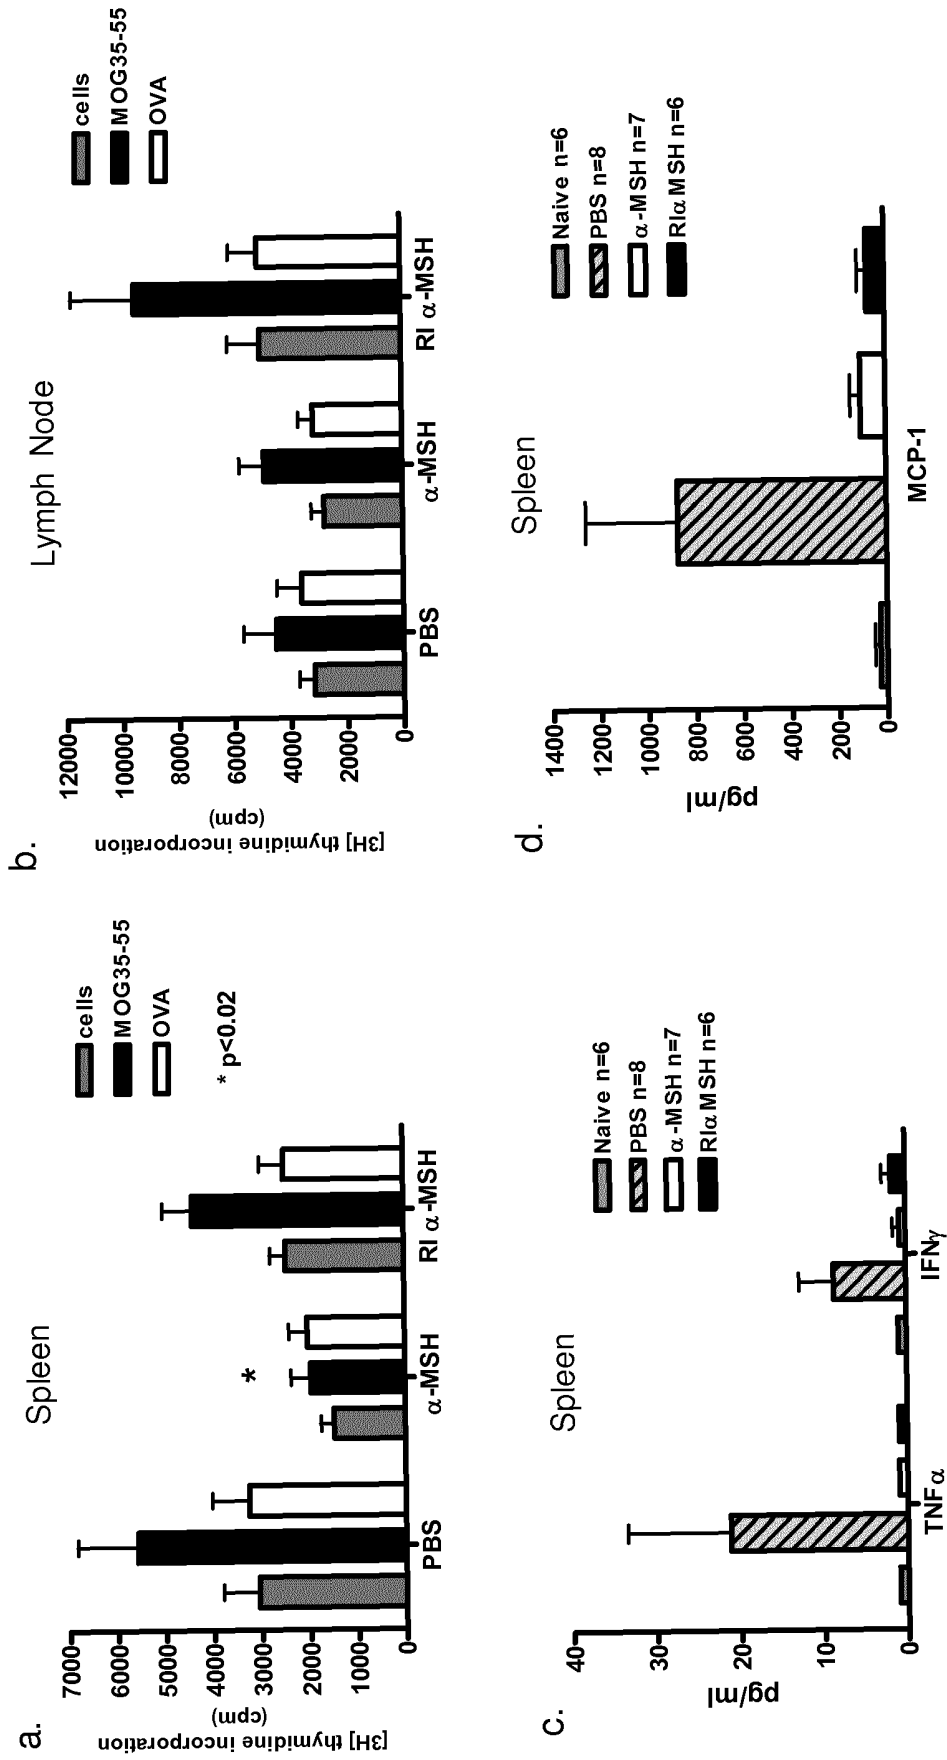 a.
Spleen
[3H] thymidine incorporation
(cpm)
7000
6000
5000
4000
3000
2000
1000
0
PBS
α-MSH
RI α-MSH
*
cells
MOG35-55
OVA
* p<0.02
b.
Lymph Node
[3H] thymidine incorporation
(cpm)
12000
10000
8000
6000
4000
2000
0
PBS
α-MSH
RI α-MSH
cells
MOG35-55
OVA
c.
Spleen
pg/ml
40
30
20
10
0
TNFα
IFNγ
Naive n=6
PBS n=8
α-MSH n=7
RIα MSH n=6
d.
Spleen
pg/ml
1400
1200
1000
800
600
400
200
0
MCP-1
Naive n=6
PBS n=8
α-MSH n=7
RIα MSH n=6